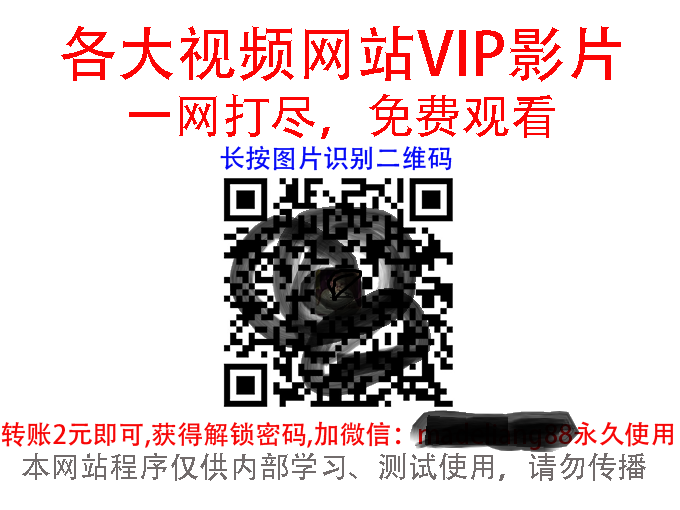 各大视频网站VIP影片
一网打尽，免费观看
长按图片识别二维码
转账2元即可,获得解锁密码,加微信：永久使用
本网站程序仅供内部学习、测试使用，请勿传播